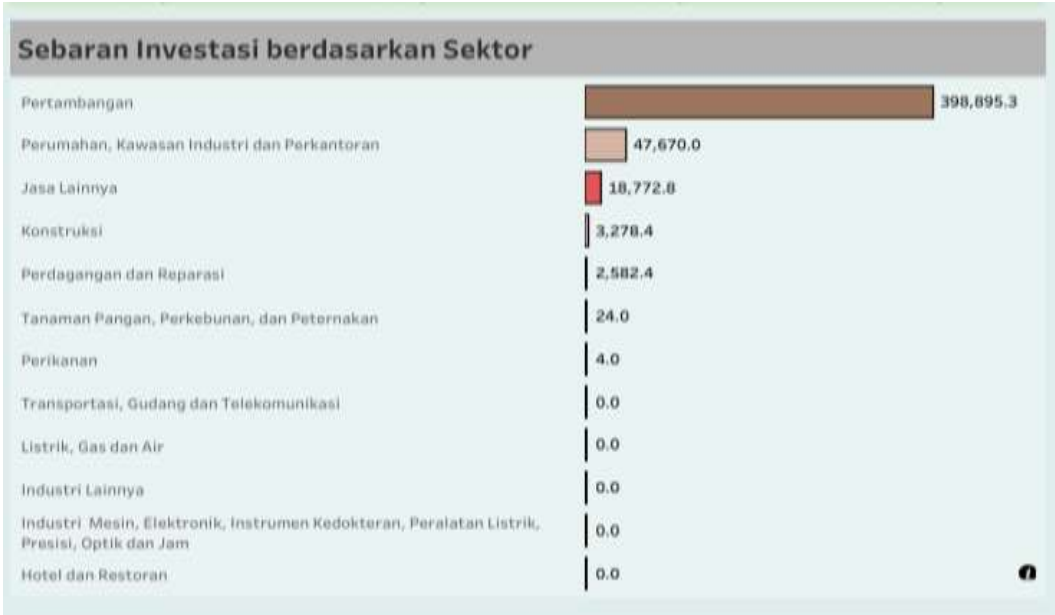 Sebaran Investasi berdasarkan Sektor
Pertambangan 398,895.3
Perumahan, Kawasan Industri dan Perkantoran 47,670.0
Jasa Lainnya 18,772.8
Konstruksi 3,278.4
Perdagangan dan Reparasi 2,582.4
Tanaman Pangan, Perkebunan, dan Peternakan 24.0
Perikanan 4.0
Transportasi, Gudang dan Telekomunikasi 0.0
Listrik, Gas dan Air 0.0
Industri Lainnya 0.0
Industri Mesin, Elektronik, Instrumen Kedokteran, Peralatan Listrik,
Presisi, Optik dan Jam 0.0
Hotel dan Restoran 0.0